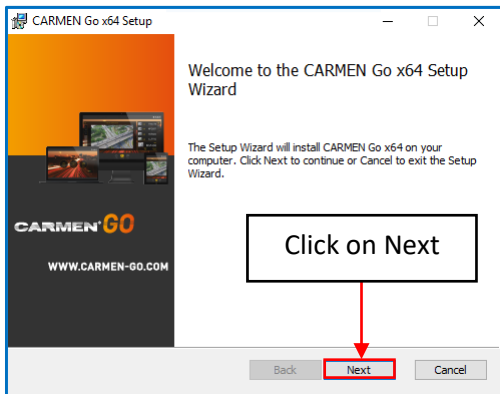 CARMEN Go x64 Setup
Welcome to the CARMEN Go x64 Setup
Wizard
The Setup Wizard will install CARMEN Go x64 on your
computer. Click Next to continue or Cancel to exit the Setup
Wizard.
CARMEN GO
WWW.CARMEN-GO.COM
Click on Next
Back
Next
Cancel